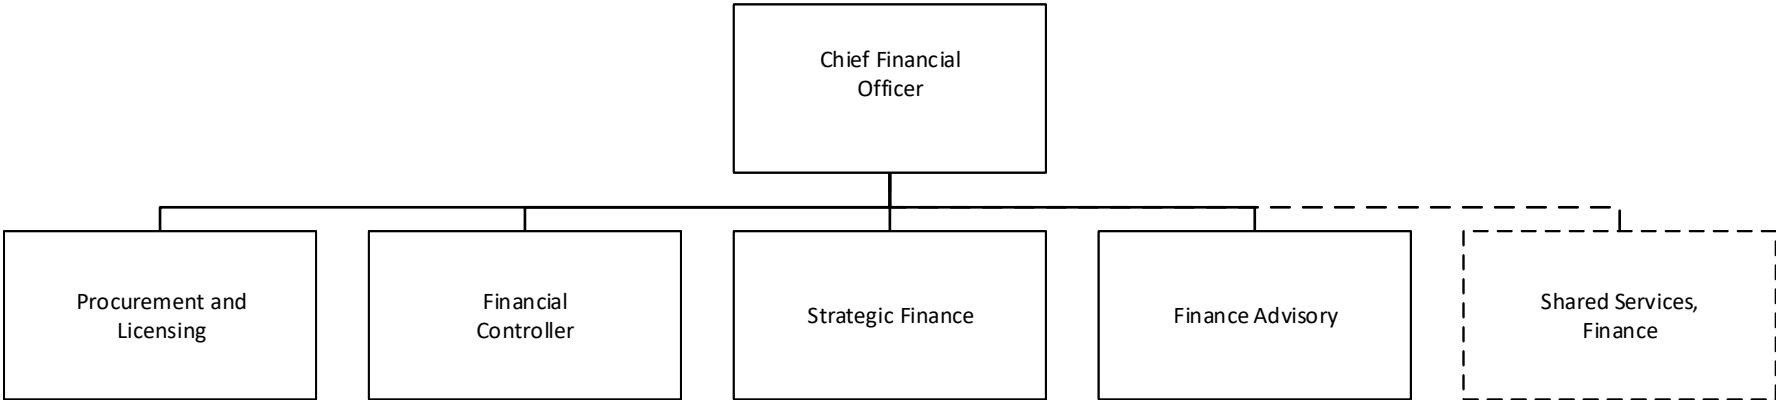 Chief Financial
Officer
Procurement and
Licensing
Financial
Controller
Strategic Finance
Finance Advisory
Shared Services,
Finance